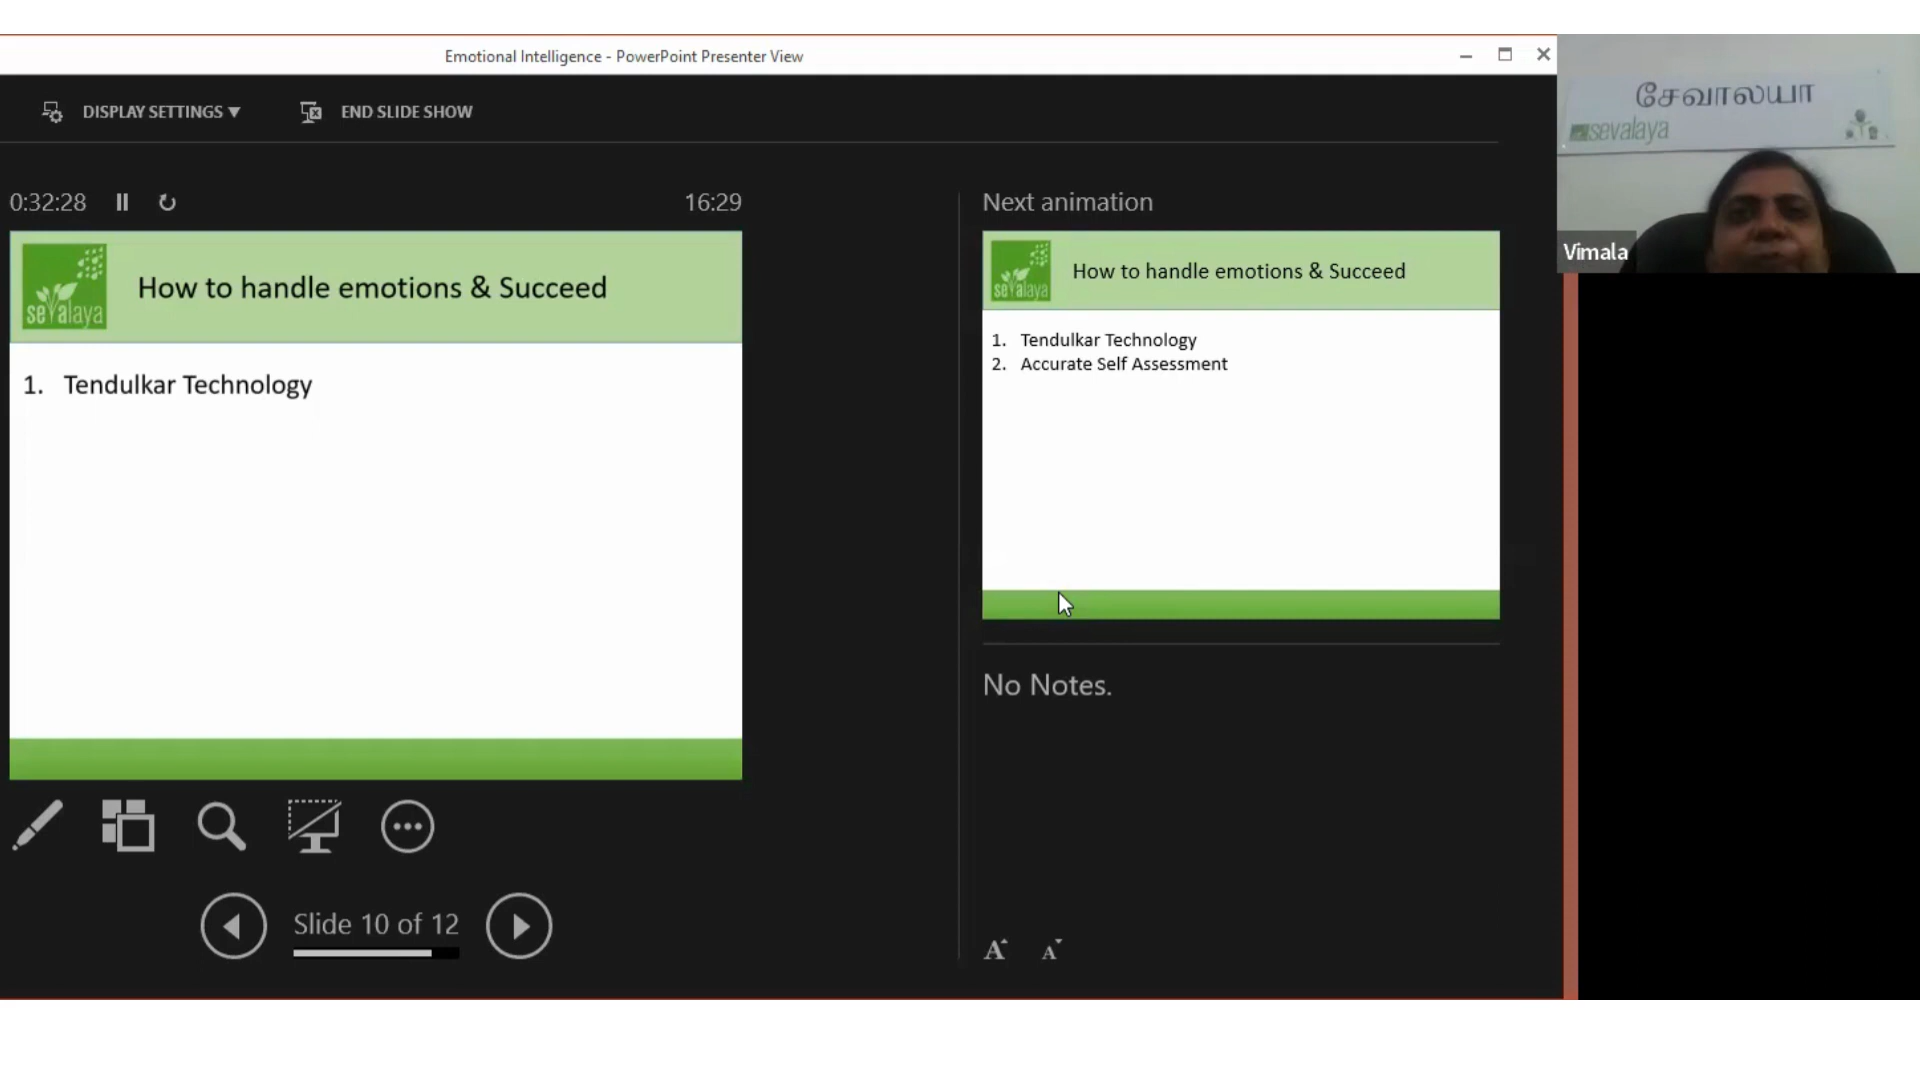 Emotional Intelligence - PowerPoint Presenter View
DISPLAY SETTINGS
END SLIDE SHOW
சேவாலயா
sevalaya
Vimala
0:32:28
16:29
Next animation
sevalaya
How to handle emotions & Succeed
1. Tendulkar Technology
sevalaya
How to handle emotions & Succeed
1. Tendulkar Technology
2. Accurate Self Assessment
No Notes.
Slide 10 of 12
A A